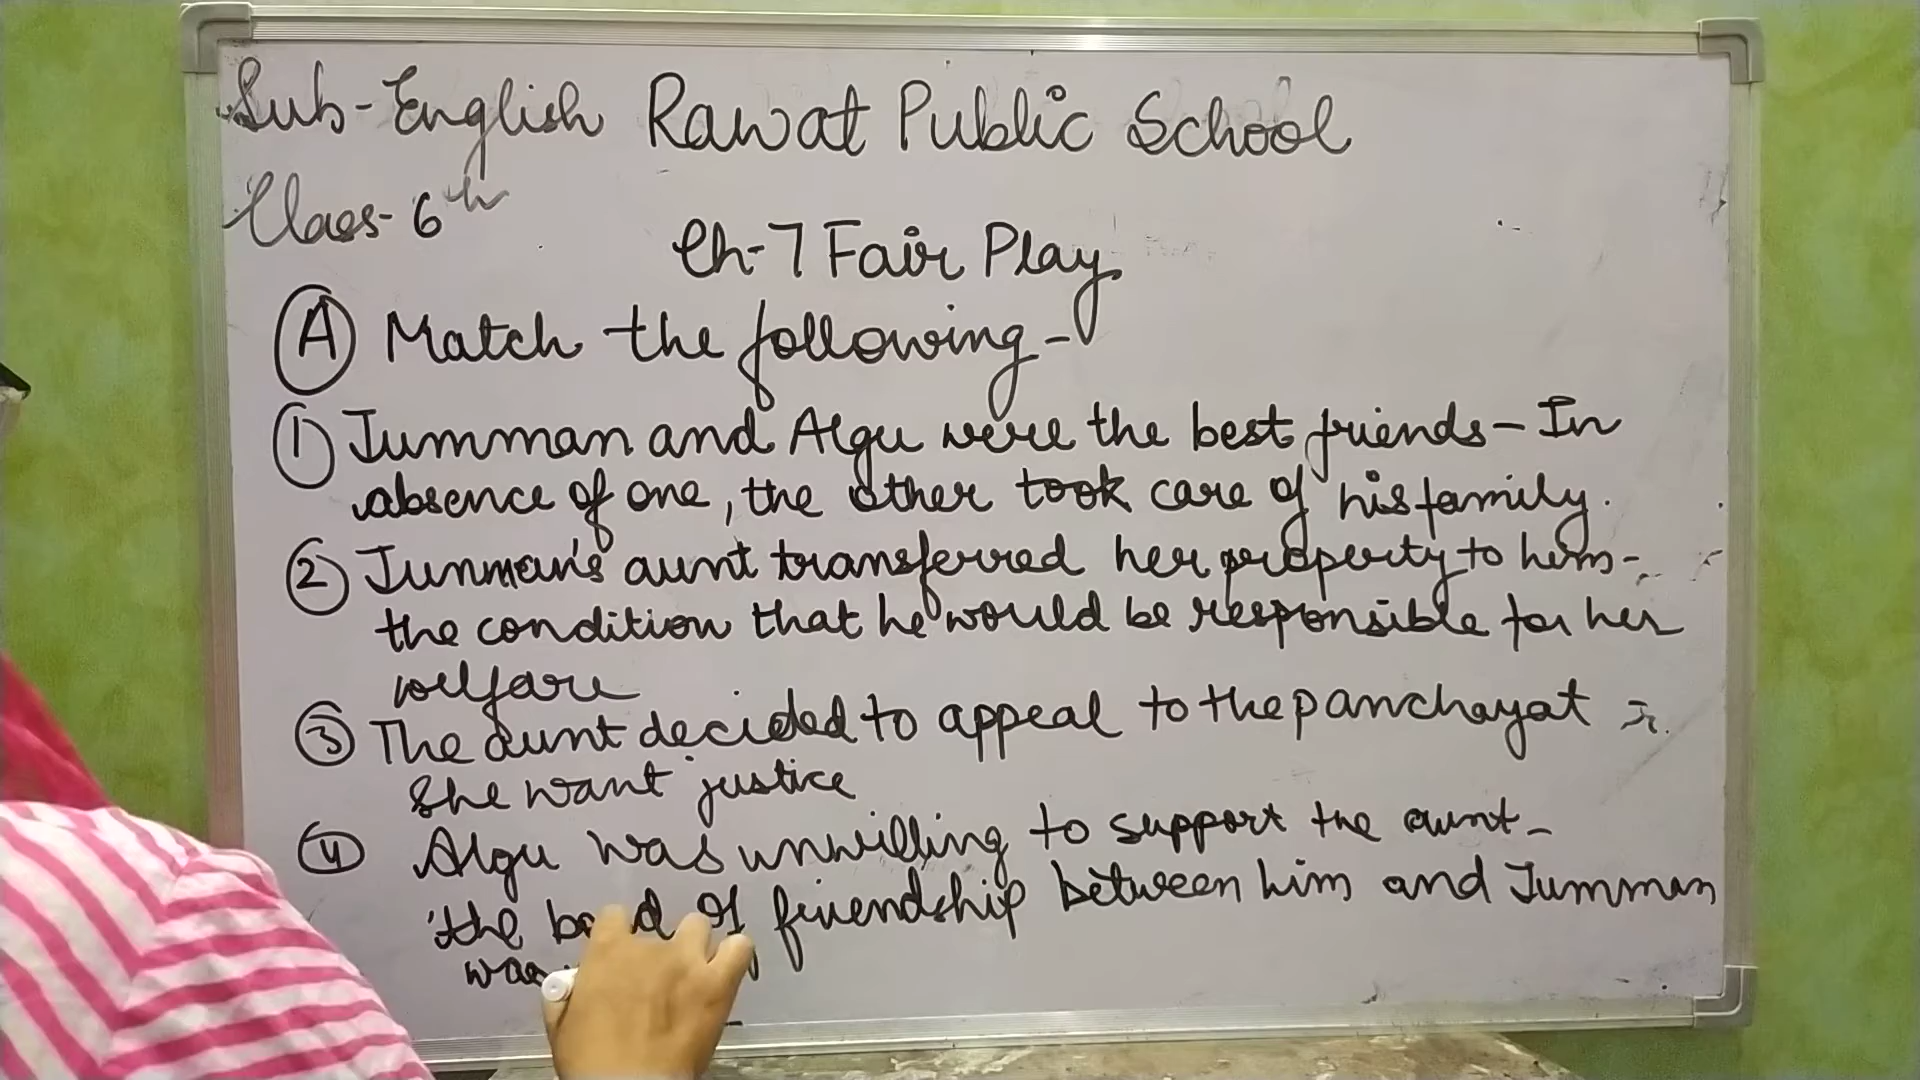 Sub-English Rawat Public School
Class-6th
Ch-7 Fair Play
(A) Match the following-
(1) Jumman and Algu were the best friends-In
absence of one, the other took care of his family.
(2) Junman's aunt transferred her property to him-
the condition that he would be responsible for her
welfare
(3) The aunt decided to appeal to the panchayat -
She want justice
(4) Algu was unwilling to support the aunt-
the bond of friendship between him and Jumman
was